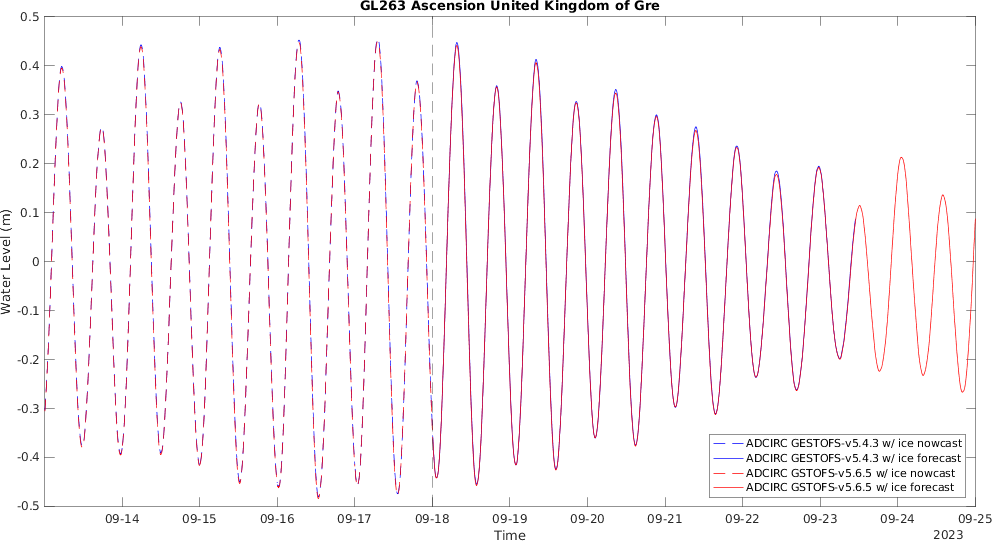 GL263 Ascension United Kingdom of Gre
0.5
0.4
0.3
0.2
0.1
0
-0.1
-0.2
-0.3
-0.4
-0.5
Water Level (m)
09-14 09-15 09-16 09-17 09-18 09-19 09-20 09-21 09-22 09-23 09-24 09-25
Time
2023
ADCIRC GESTOFS-v5.4.3 w/ ice nowcast
ADCIRC GESTOFS-v5.4.3 w/ ice forecast
ADCIRC GSTOFS-v5.6.5 w/ ice nowcast
ADCIRC GSTOFS-v5.6.5 w/ ice forecast